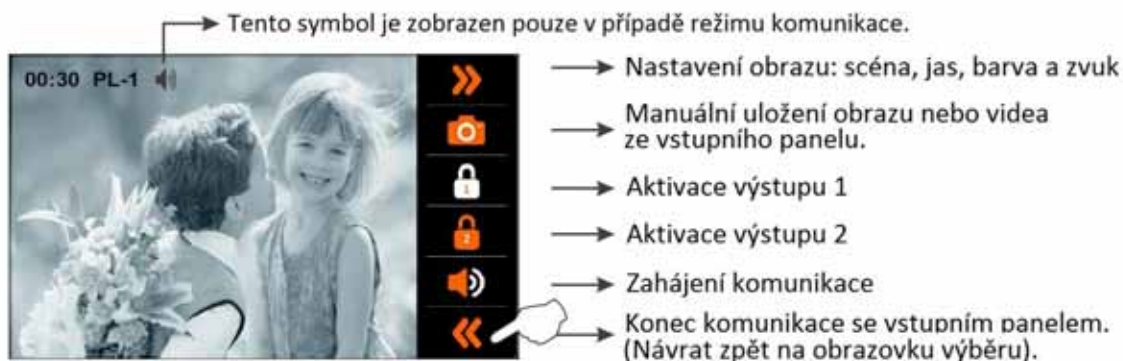 Tento symbol je zobrazen pouze v případě režimu komunikace.
00:30 PL-1
Nastavení obrazu: scéna, jas, barva a zvuk
Manuální uložení obrazu nebo videa
ze vstupního panelu.
1
Aktivace výstupu 1
2
Aktivace výstupu 2
Zahájení komunikace
Konec komunikace se vstupním panelem.
(Návrat zpět na obrazovku výběru).